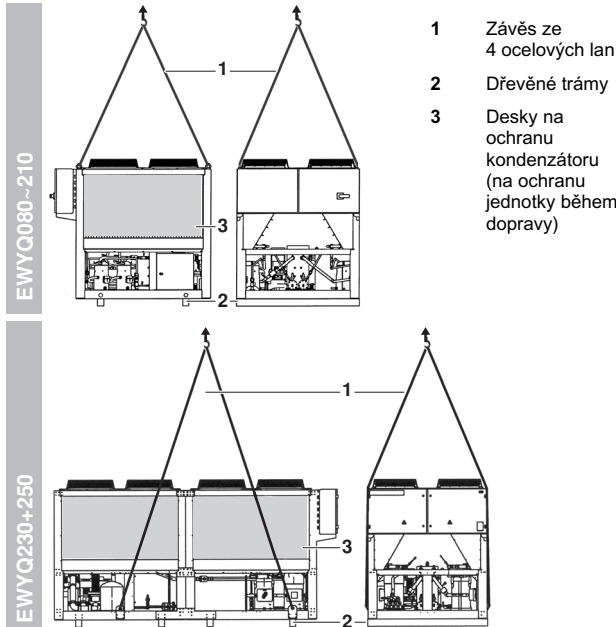 EWYQ080~210
1
3
2
1 Závěs ze
4 ocelových lan
2 Dřevěné trámy
3 Desky na
ochranu
kondenzátoru
(na ochranu
jednotky během
dopravy)
EWYQ230+250
1
3
2